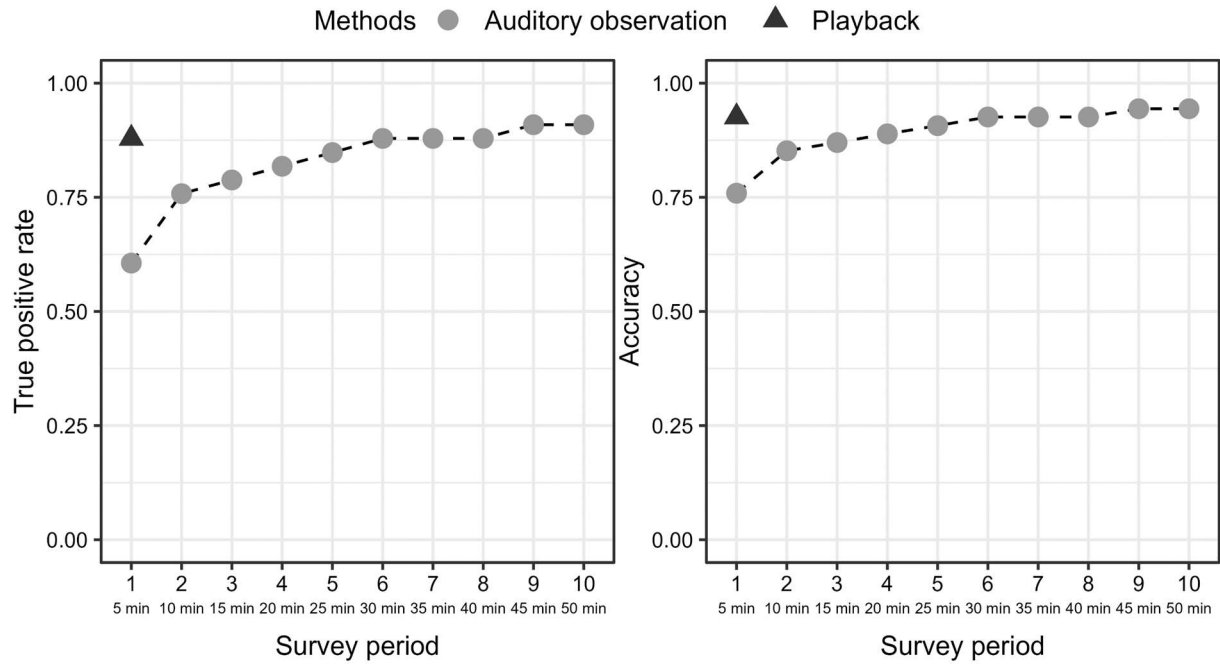 Methods Auditory observation Playback
True positive rate
1.00
0.75
0.50
0.25
0.00
1 2 3 4 5 6 7 8 9 10
5 min 10 min 15 min 20 min 25 min 30 min 35 min 40 min 45 min 50 min
Survey period
Accuracy
1.00
0.75
0.50
0.25
0.00
1 2 3 4 5 6 7 8 9 10
5 min 10 min 15 min 20 min 25 min 30 min 35 min 40 min 45 min 50 min
Survey period